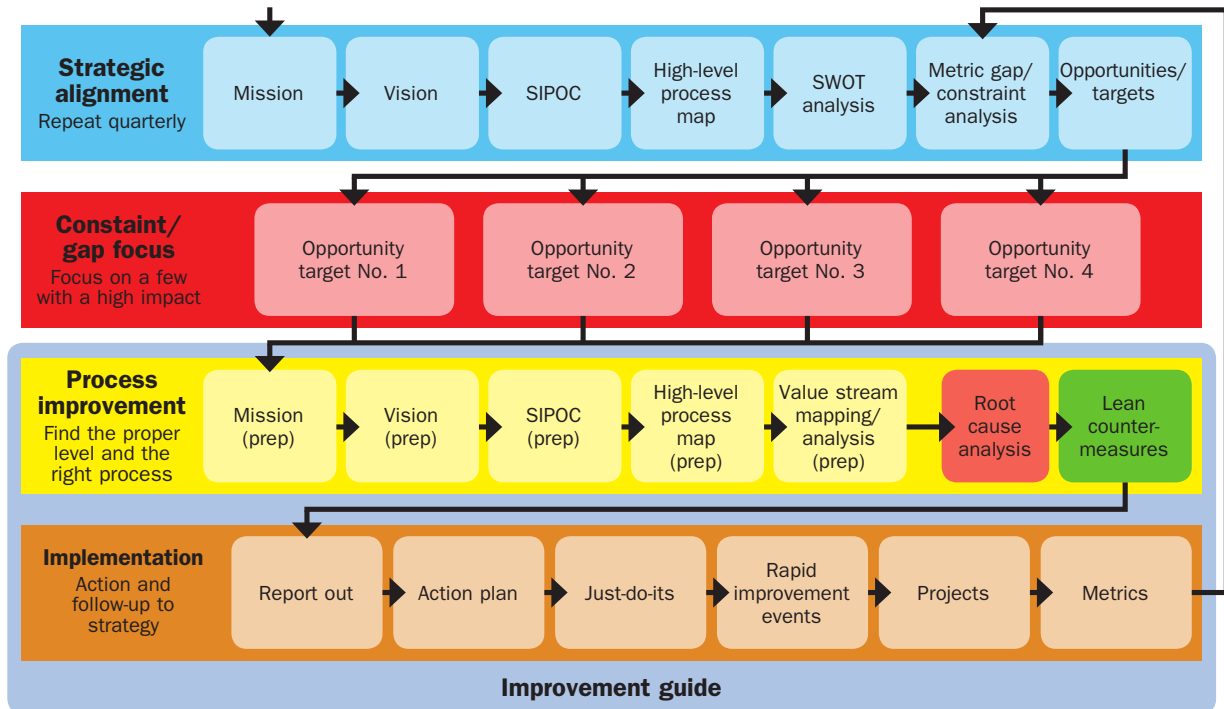 Strategic
alignment
Repeat quarterly
Mission
Vision
SIPOC
High-level
process
map
SWOT
analysis
Metric gap/
constraint
analysis
Opportunities/
targets
Constaint/
gap focus
Focus on a few
with a high impact
Opportunity
target No. 1
Opportunity
target No. 2
Opportunity
target No. 3
Opportunity
target No. 4
Process
improvement
Find the proper
level and the
right process
Mission
(prep)
Vision
(prep)
SIPOC
(prep)
High-level
process
map
(prep)
Value stream
mapping/
analysis
(prep)
Root
cause
analysis
Lean
counter-
measures
Implementation
Action and
follow-up to
strategy
Report out
Action plan
Just-do-its
Rapid
improvement
events
Projects
Metrics
Improvement guide